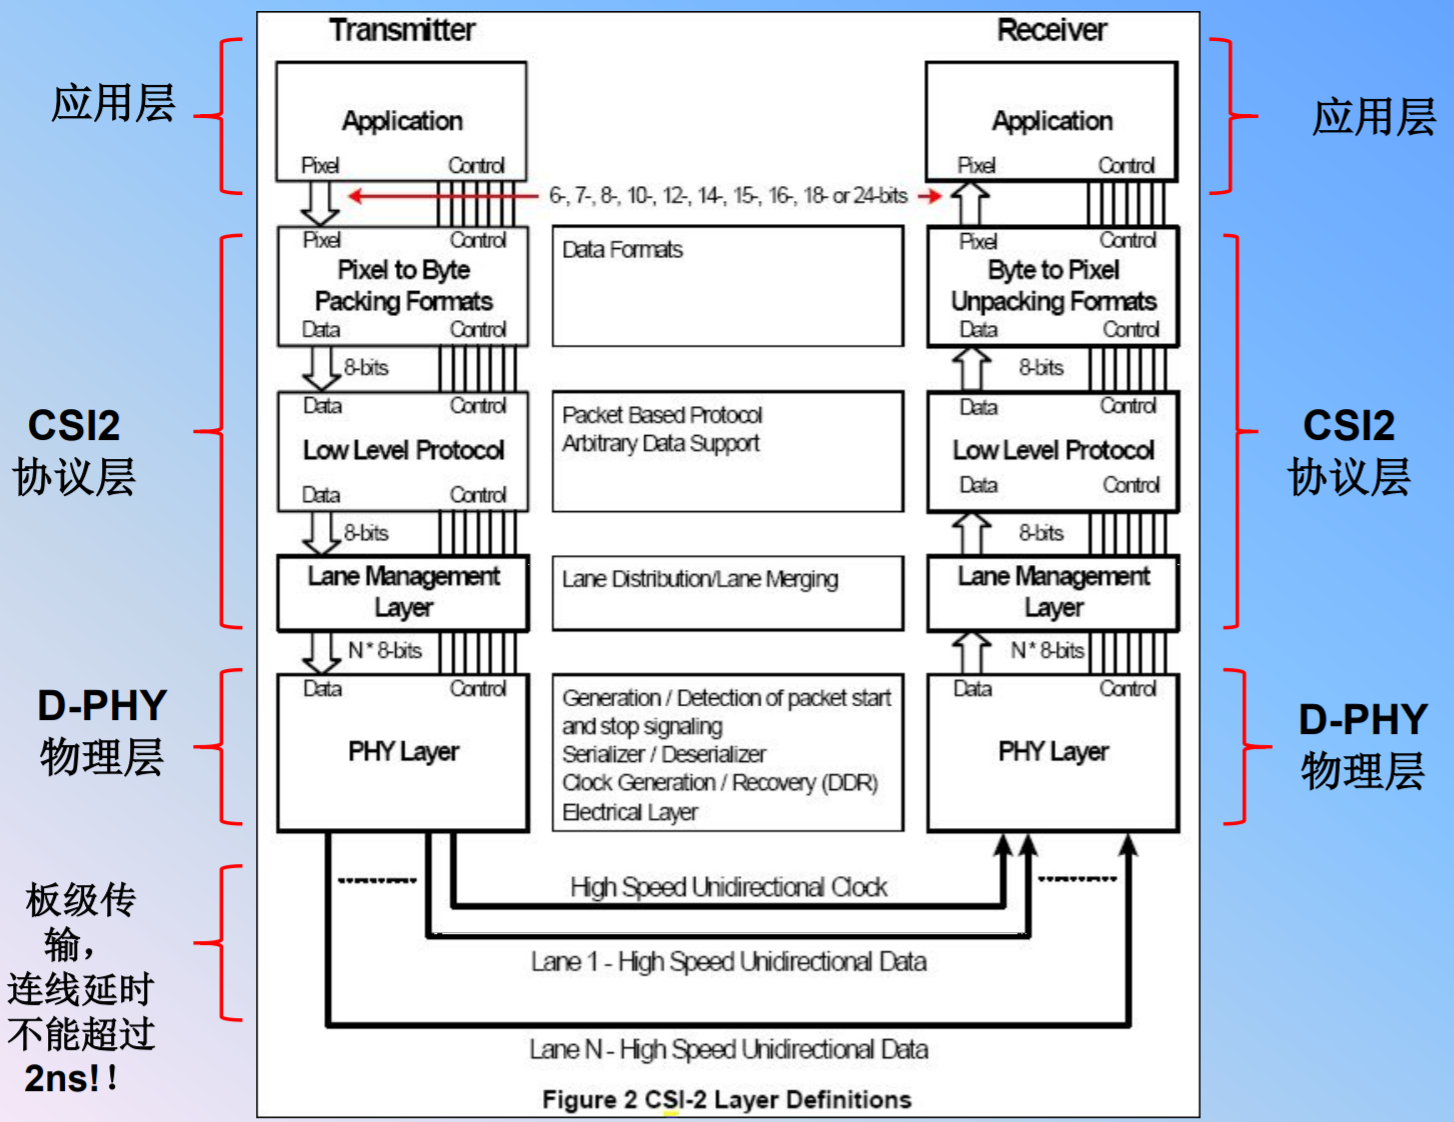 Transmitter
Receiver
应用层
Application
Pixel
Control
Application
Pixel
Control
应用层
6-, 7-, 8-, 10-, 12-, 14-, 15-, 16-, 18- or 24-bits
CSI2
协议层
Pixel
Control
Pixel to Byte
Packing Formats
Data
Control
Data Formats
Pixel
Control
Byte to Pixel
Unpacking Formats
Data
Control
8-bits
8-bits
Data
Control
Low Level Protocol
Data
Control
Packet Based Protocol
Arbitrary Data Support
Data
Control
Low Level Protocol
Data
Control
CSI2
协议层
8-bits
8-bits
Lane Management
Layer
Lane Distribution/Lane Merging
Lane Management
Layer
N * 8-bits
N * 8-bits
D-PHY
物理层
Data
Control
PHY Layer
Generation / Detection of packet start
and stop signaling
Serializer / Deserializer
Clock Generation / Recovery (DDR)
Electrical Layer
Data
Control
PHY Layer
D-PHY
物理层
板级传
输，
连线延时
不能超过
2ns!！
High Speed Unidirectional Clock
Lane 1 - High Speed Unidirectional Data
Lane N - High Speed Unidirectional Data
Figure 2 CSI-2 Layer Definitions